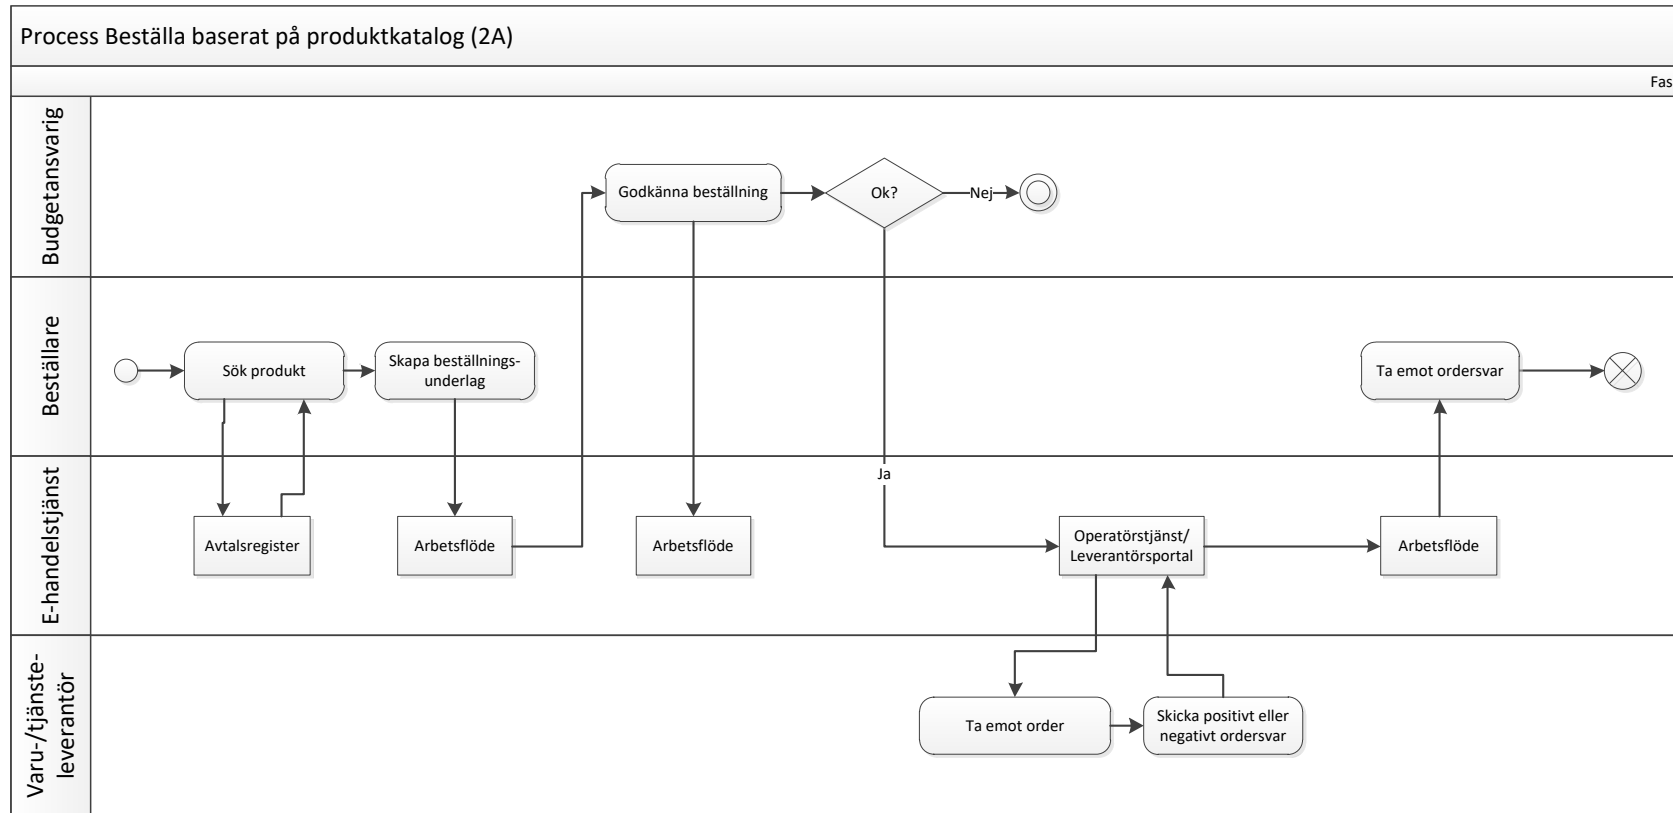 Process Beställa baserat på produktkatalog (2A)
Fas
Budgetansvarig
Godkänna beställning
Ok?
Nej
Beställare
Sök produkt
Skapa beställnings-
underlag
Ta emot ordersvar
E-handelstjänst
Ja
Avtalsregister
Arbetsflöde
Arbetsflöde
Operatörstjänst/
Leverantörsportal
Arbetsflöde
Varu-/tjänste-
leverantör
Ta emot order
Skicka positivt eller
negativt ordersvar